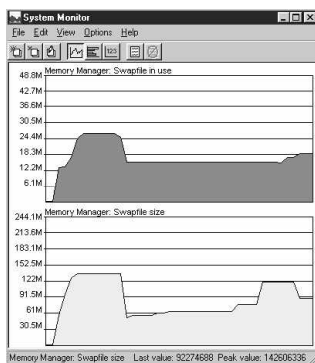 System Monitor
File Edit View Options Help
123
Memory Manager: Swapfile in use
48.8M
42.7M
36.6M
30.5M
24.4M
18.3M
12.2M
6.1M
Memory Manager: Swapfile size
244.1M
213.6M
183.1M
152.5M
122M
91.5M
61M
30.5M
Memory Manager: Swapfile size Last value: 92274688 Peak value: 142606336